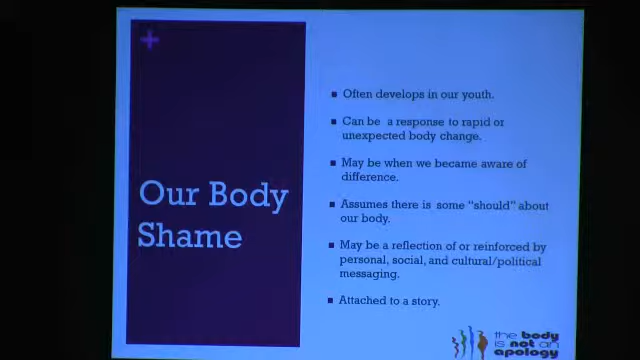 +
Our Body
Shame
Often develops in our youth.
Can be a response to rapid or
unexpected body change.
May be when we became aware of
difference.
Assumes there is some “should” about
our body.
May be a reflection of or reinforced by
personal, social, and cultural/political
messaging.
Attached to a story.
the body
is not an
apology